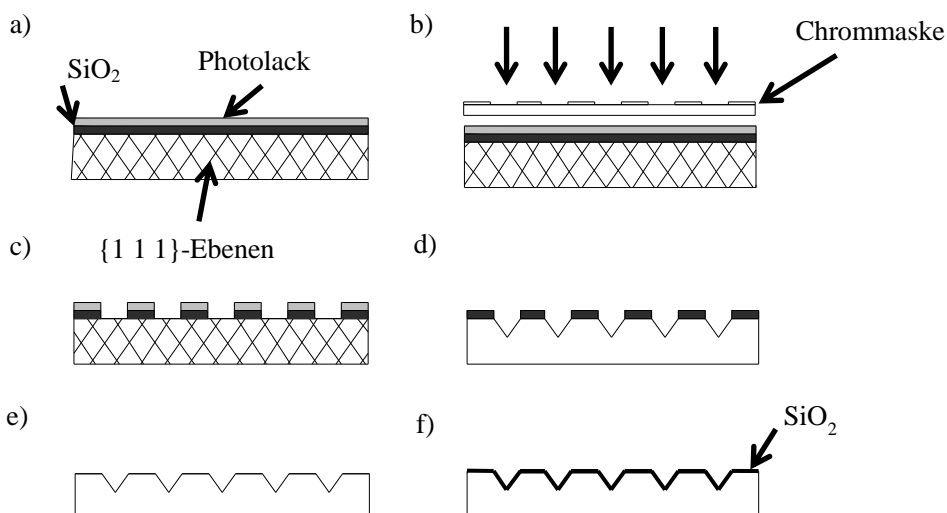 a)
SiO2
Photolack
{1 1 1}-Ebenen
b)
Chrommaske
c)
d)
e)
f)
SiO2